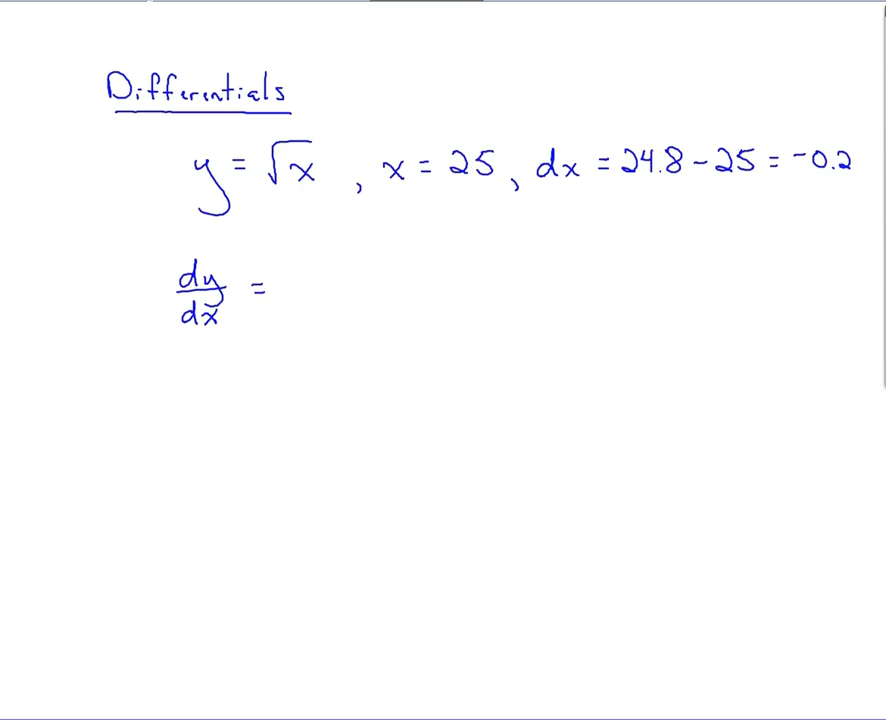 Differentials
y = √x , x = 25 , dx = 24.8 - 25 = -0.2
dy/dx =